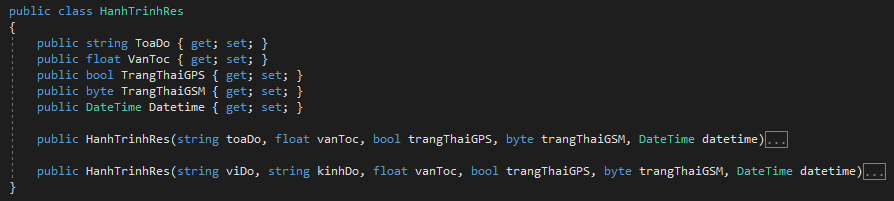 public class HanhTrinhRes
{
public string ToaDo { get; set; }
public float VanToc { get; set; }
public bool TrangThaiGPS { get; set; }
public byte TrangThaiGSM { get; set; }
public DateTime Datetime { get; set; }
public HanhTrinhRes(string toaDo, float vanToc, bool trangThaiGPS, byte trangThaiGSM, DateTime datetime)...
public HanhTrinhRes(string viDo, string kinhDo, float vanToc, bool trangThaiGPS, byte trangThaiGSM, DateTime datetime)...
}